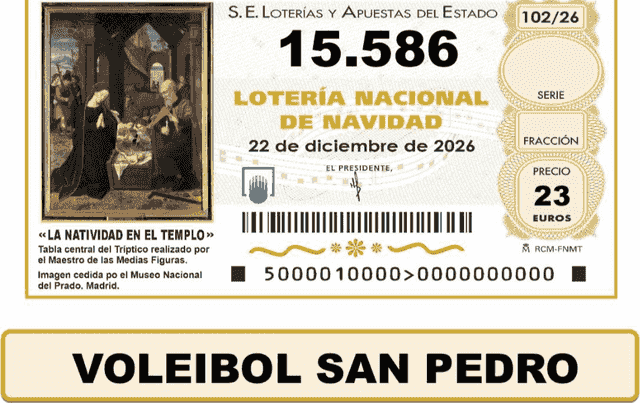 S.E. LOTERÍAS Y APUESTAS DEL ESTADO
102/26
15.586
SERIE
LOTERÍA NACIONAL
DE NAVIDAD
22 de diciembre de 2026
FRACCIÓN
EL PRESIDENTE,
PRECIO
23
EUROS
«LA NATIVIDAD EN EL TEMPLO»
Tabla central del Tríptico realizado por
el Maestro de las Medias Figuras.
Imagen cedida po el Museo Nacional
del Prado. Madrid.
RCM-FNMT
5000010000>0000000000
VOLEIBOL SAN PEDRO